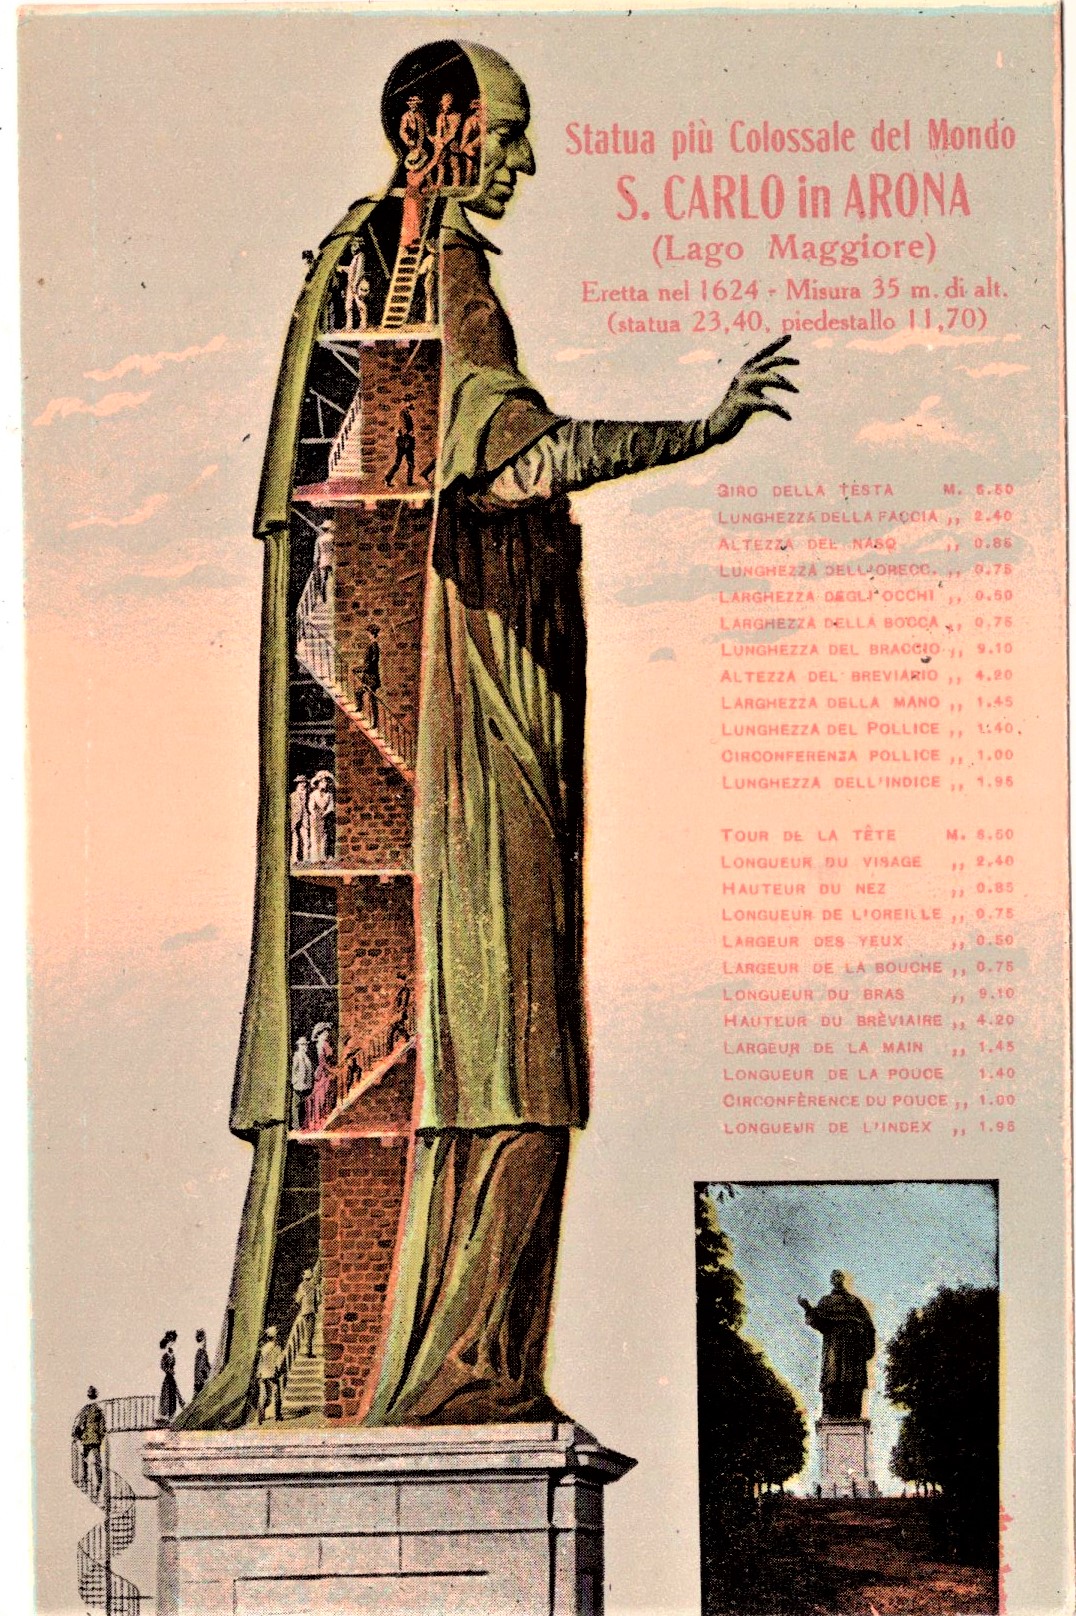 Statua più Colossale del Mondo
S. CARLO in ARONA
(Lago Maggiore)
Eretta nel 1624 - Misura 35 m. di alt.
(statua 23,40, piedestallo 11,70)
GIRO DELLA TESTA M. 6.50
LUNGHEZZA DELLA FACCIA ,, 2.40
ALTEZZA DEL NASO ,, 0.85
LUNGHEZZA DELL'ORECC. ,, 0.75
LARGHEZZA DEGLI OCCHI ,, 0.50
LARGHEZZA DELLA BOCCA ,, 0.75
LUNGHEZZA DEL BRACCIO ,, 9.10
ALTEZZA DEL BREVIARIO ,, 4.20
LARGHEZZA DELLA MANO ,, 1.45
LUNGHEZZA DEL POLLICE ,, 1.40
CIRCONFERENZA POLLICE ,, 1.00
LUNGHEZZA DELL'INDICE ,, 1.95
TOUR DE LA TÊTE M. 6.50
LONGUEUR DU VISAGE ,, 2.40
HAUTEUR DU NEZ ,, 0.85
LONGUEUR DE L'OREILLE ,, 0.75
LARGEUR DES YEUX ,, 0.50
LARGEUR DE LA BOUCHE ,, 0.75
LONGUEUR DU BRAS ,, 9.10
HAUTEUR DU BRÈVIAIRE ,, 4.20
LARGEUR DE LA MAIN ,, 1.45
LONGUEUR DE LA POUCE 1.40
CIRCONFÈRENCE DU POUCE ,, 1.00
LONGUEUR DE L'INDEX ,, 1.95